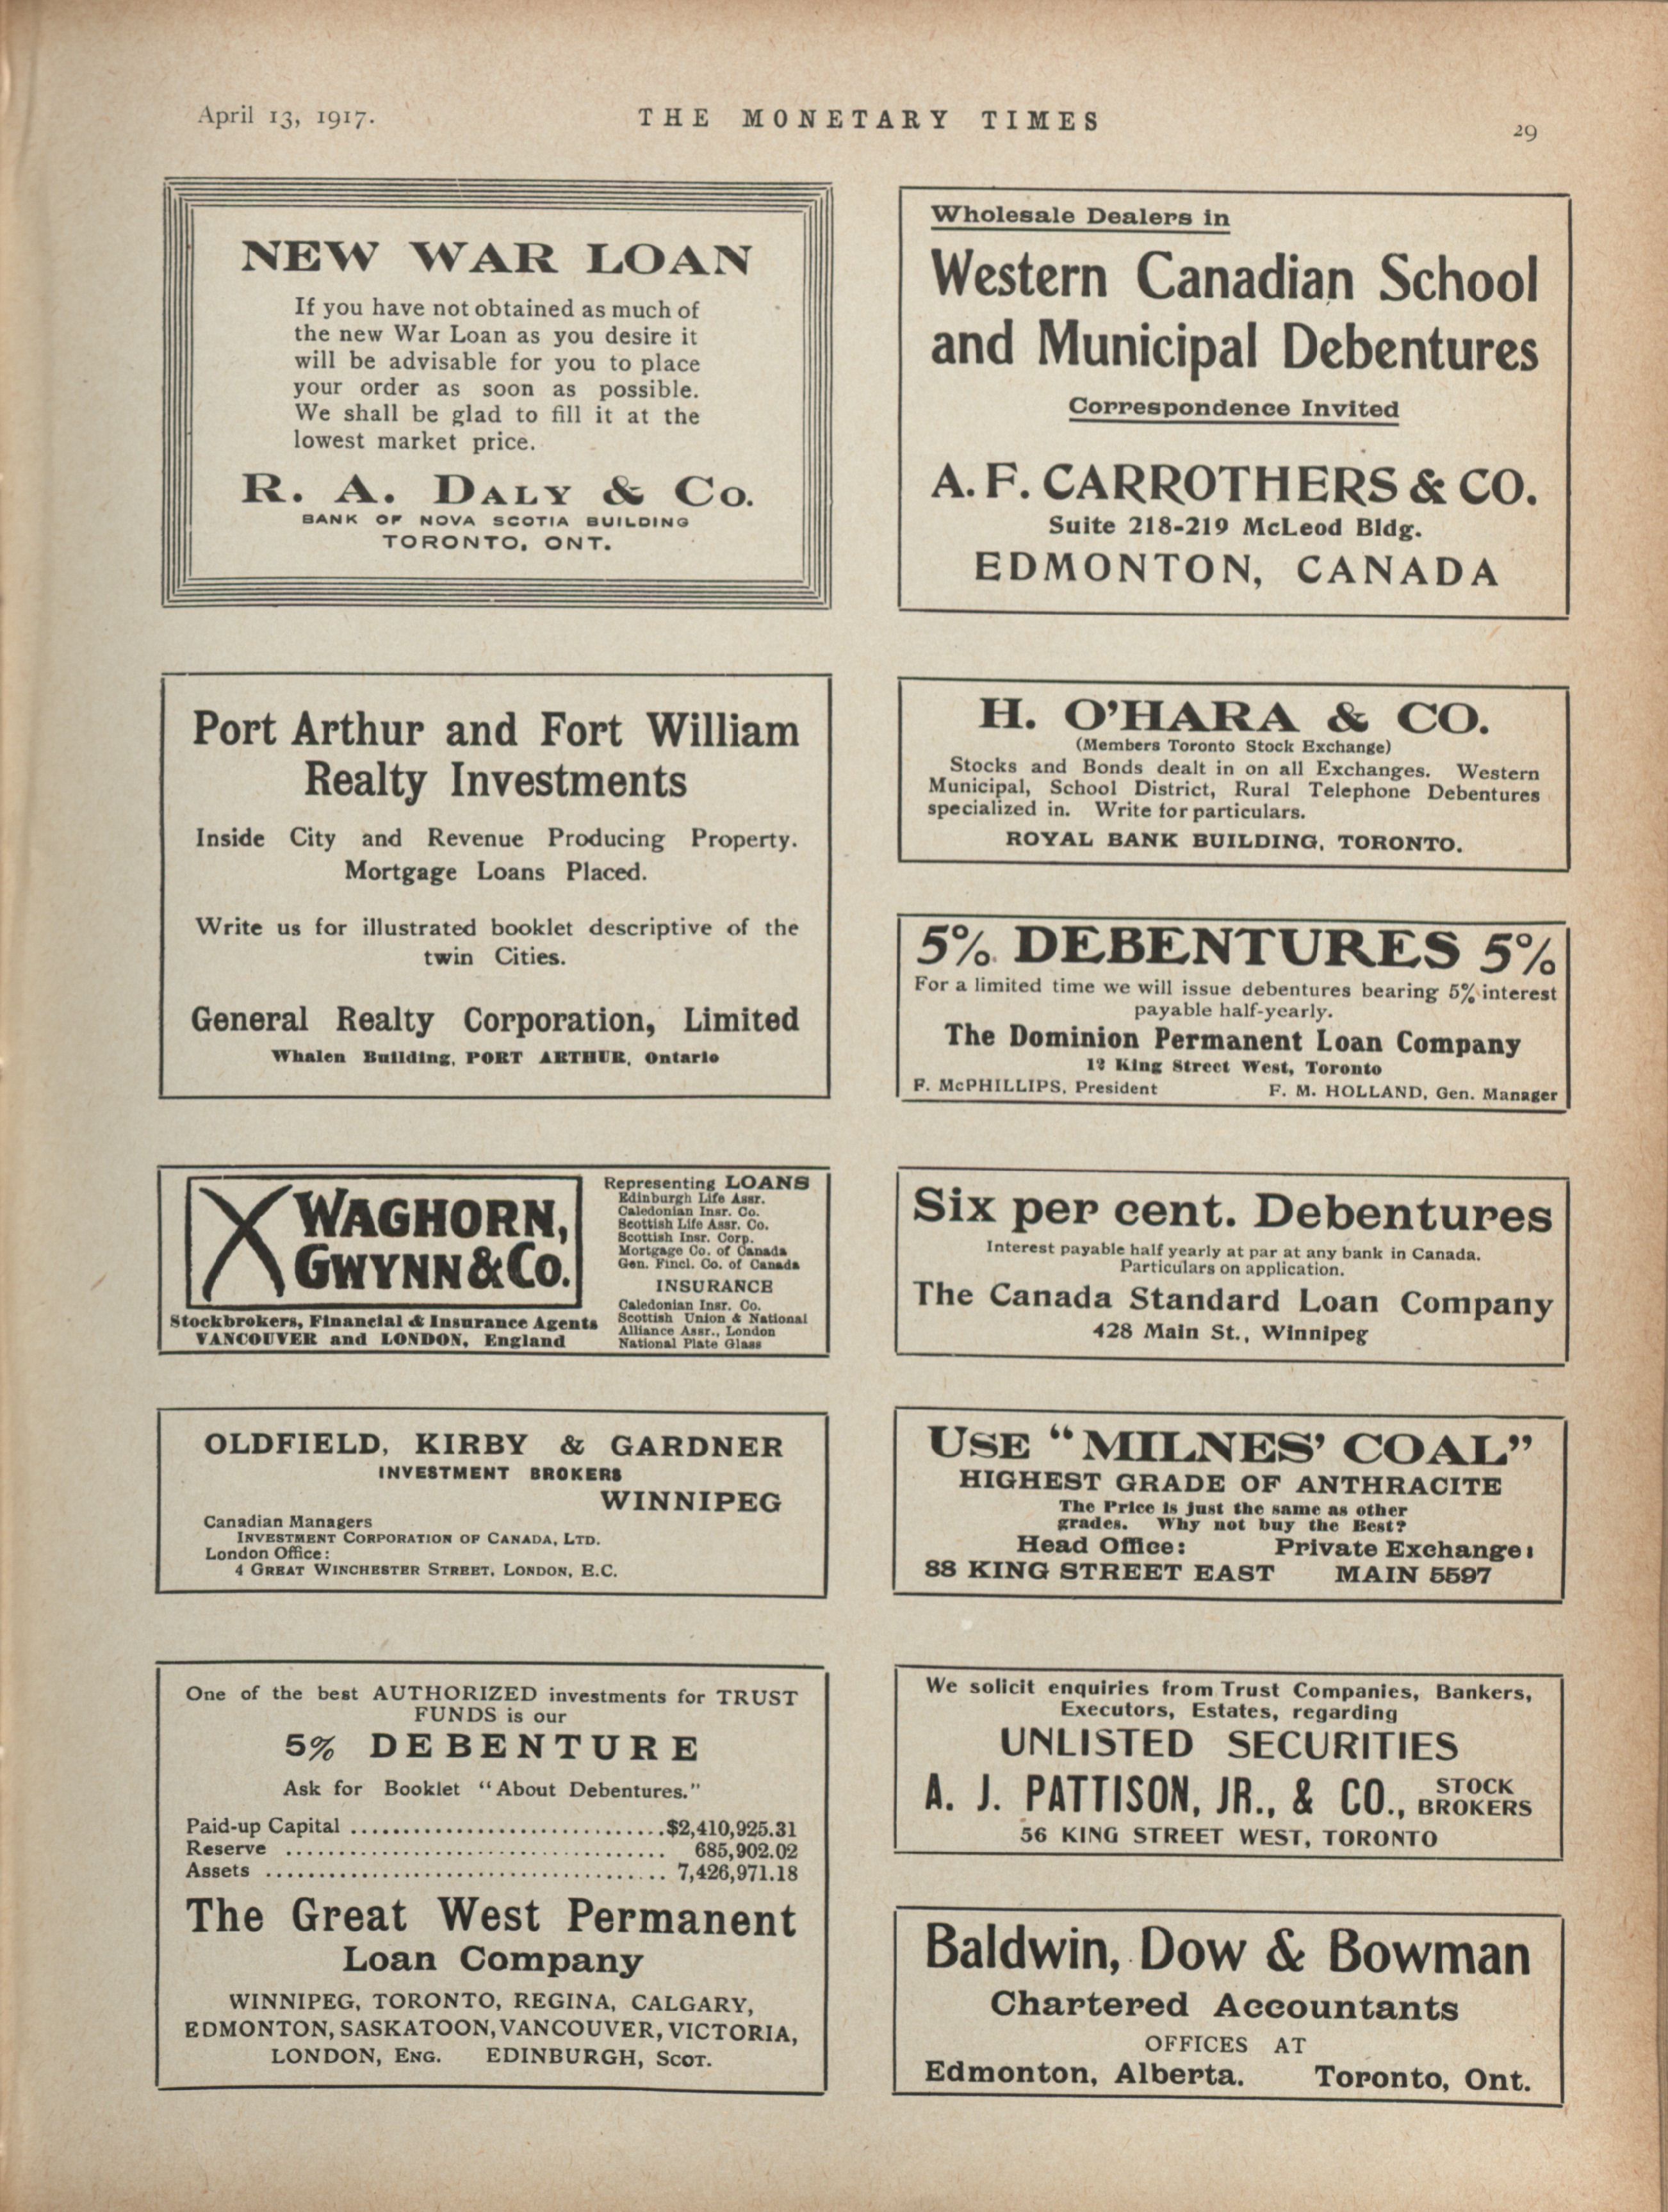 April 13, 1917.
THE MONETARY TIMES
29
NEW WAR LOAN
If you have not obtained as much of
the new War Loan as you desire it
will be advisable for you to place
your order as soon as possible.
We shall be glad to fill it at the
lowest market price.
R. A. DALY & Co.
BANK OF NOVA SCOTIA BUILDING
TORONTO, ONT.
Port Arthur and Fort William
Realty Investments
Inside City and Revenue Producing Property.
Mortgage Loans Placed.
Write us for illustrated booklet descriptive of the
twin Cities.
General Realty Corporation, Limited
Whalen Building, PORT ARTHUR, Ontario
WAGHORN,
GWYNN & Co.
Stockbrokers, Financial & Insurance Agents
VANCOUVER and LONDON, England
Representing LOANS
Edinburgh Life Assr.
Caledonian Insr. Co.
Scottish Life Assr. Co.
Scottish Insr. Corp.
Mortgage Co. of Canada
Gen. Fincl. Co. of Canada
INSURANCE
Caledonian Insr. Co.
Scottish Union & National
Alliance Assr., London
National Plate Glass
OLDFIELD, KIRBY & GARDNER
INVESTMENT BROKERS
WINNIPEG
Canadian Managers
INVESTMENT CORPORATION OF CANADA, LTD.
London Office:
4 GREAT WINCHESTER STREET, LONDON, E.C.
One of the best AUTHORIZED investments for TRUST
FUNDS is our
5% DEBENTURE
Ask for Booklet "About Debentures."
Paid-up Capital ..............................$2,410,925.31
Reserve .................................... 685,902.02
Assets ...................................... 7,426,971.18
The Great West Permanent
Loan Company
WINNIPEG, TORONTO, REGINA, CALGARY,
EDMONTON, SASKATOON, VANCOUVER, VICTORIA,
LONDON, ENG. EDINBURGH, SCOT.
Wholesale Dealers in
Western Canadian School
and Municipal Debentures
Correspondence Invited
A. F. CARROTHERS & CO.
Suite 218-219 McLeod Bldg.
EDMONTON, CANADA
H. O'HARA & CO.
(Members Toronto Stock Exchange)
Stocks and Bonds dealt in on all Exchanges. Western
Municipal, School District, Rural Telephone Debentures
specialized in. Write for particulars.
ROYAL BANK BUILDING, TORONTO.
5% DEBENTURES 5%
For a limited time we will issue debentures bearing 5% interest
payable half-yearly.
The Dominion Permanent Loan Company
12 King Street West, Toronto
F. McPHILLIPS, President F. M. HOLLAND, Gen. Manager
Six per cent. Debentures
Interest payable half yearly at par at any bank in Canada.
Particulars on application.
The Canada Standard Loan Company
428 Main St., Winnipeg
USE "MILNES' COAL"
HIGHEST GRADE OF ANTHRACITE
The Price is just the same as other
grades. Why not buy the Best?
Head Office: Private Exchange:
88 KING STREET EAST MAIN 5597
We solicit enquiries from Trust Companies, Bankers,
Executors, Estates, regarding
UNLISTED SECURITIES
A. J. PATTISON, JR., & CO., STOCK BROKERS
56 KING STREET WEST, TORONTO
Baldwin, Dow & Bowman
Chartered Accountants
OFFICES AT
Edmonton, Alberta. Toronto, Ont.